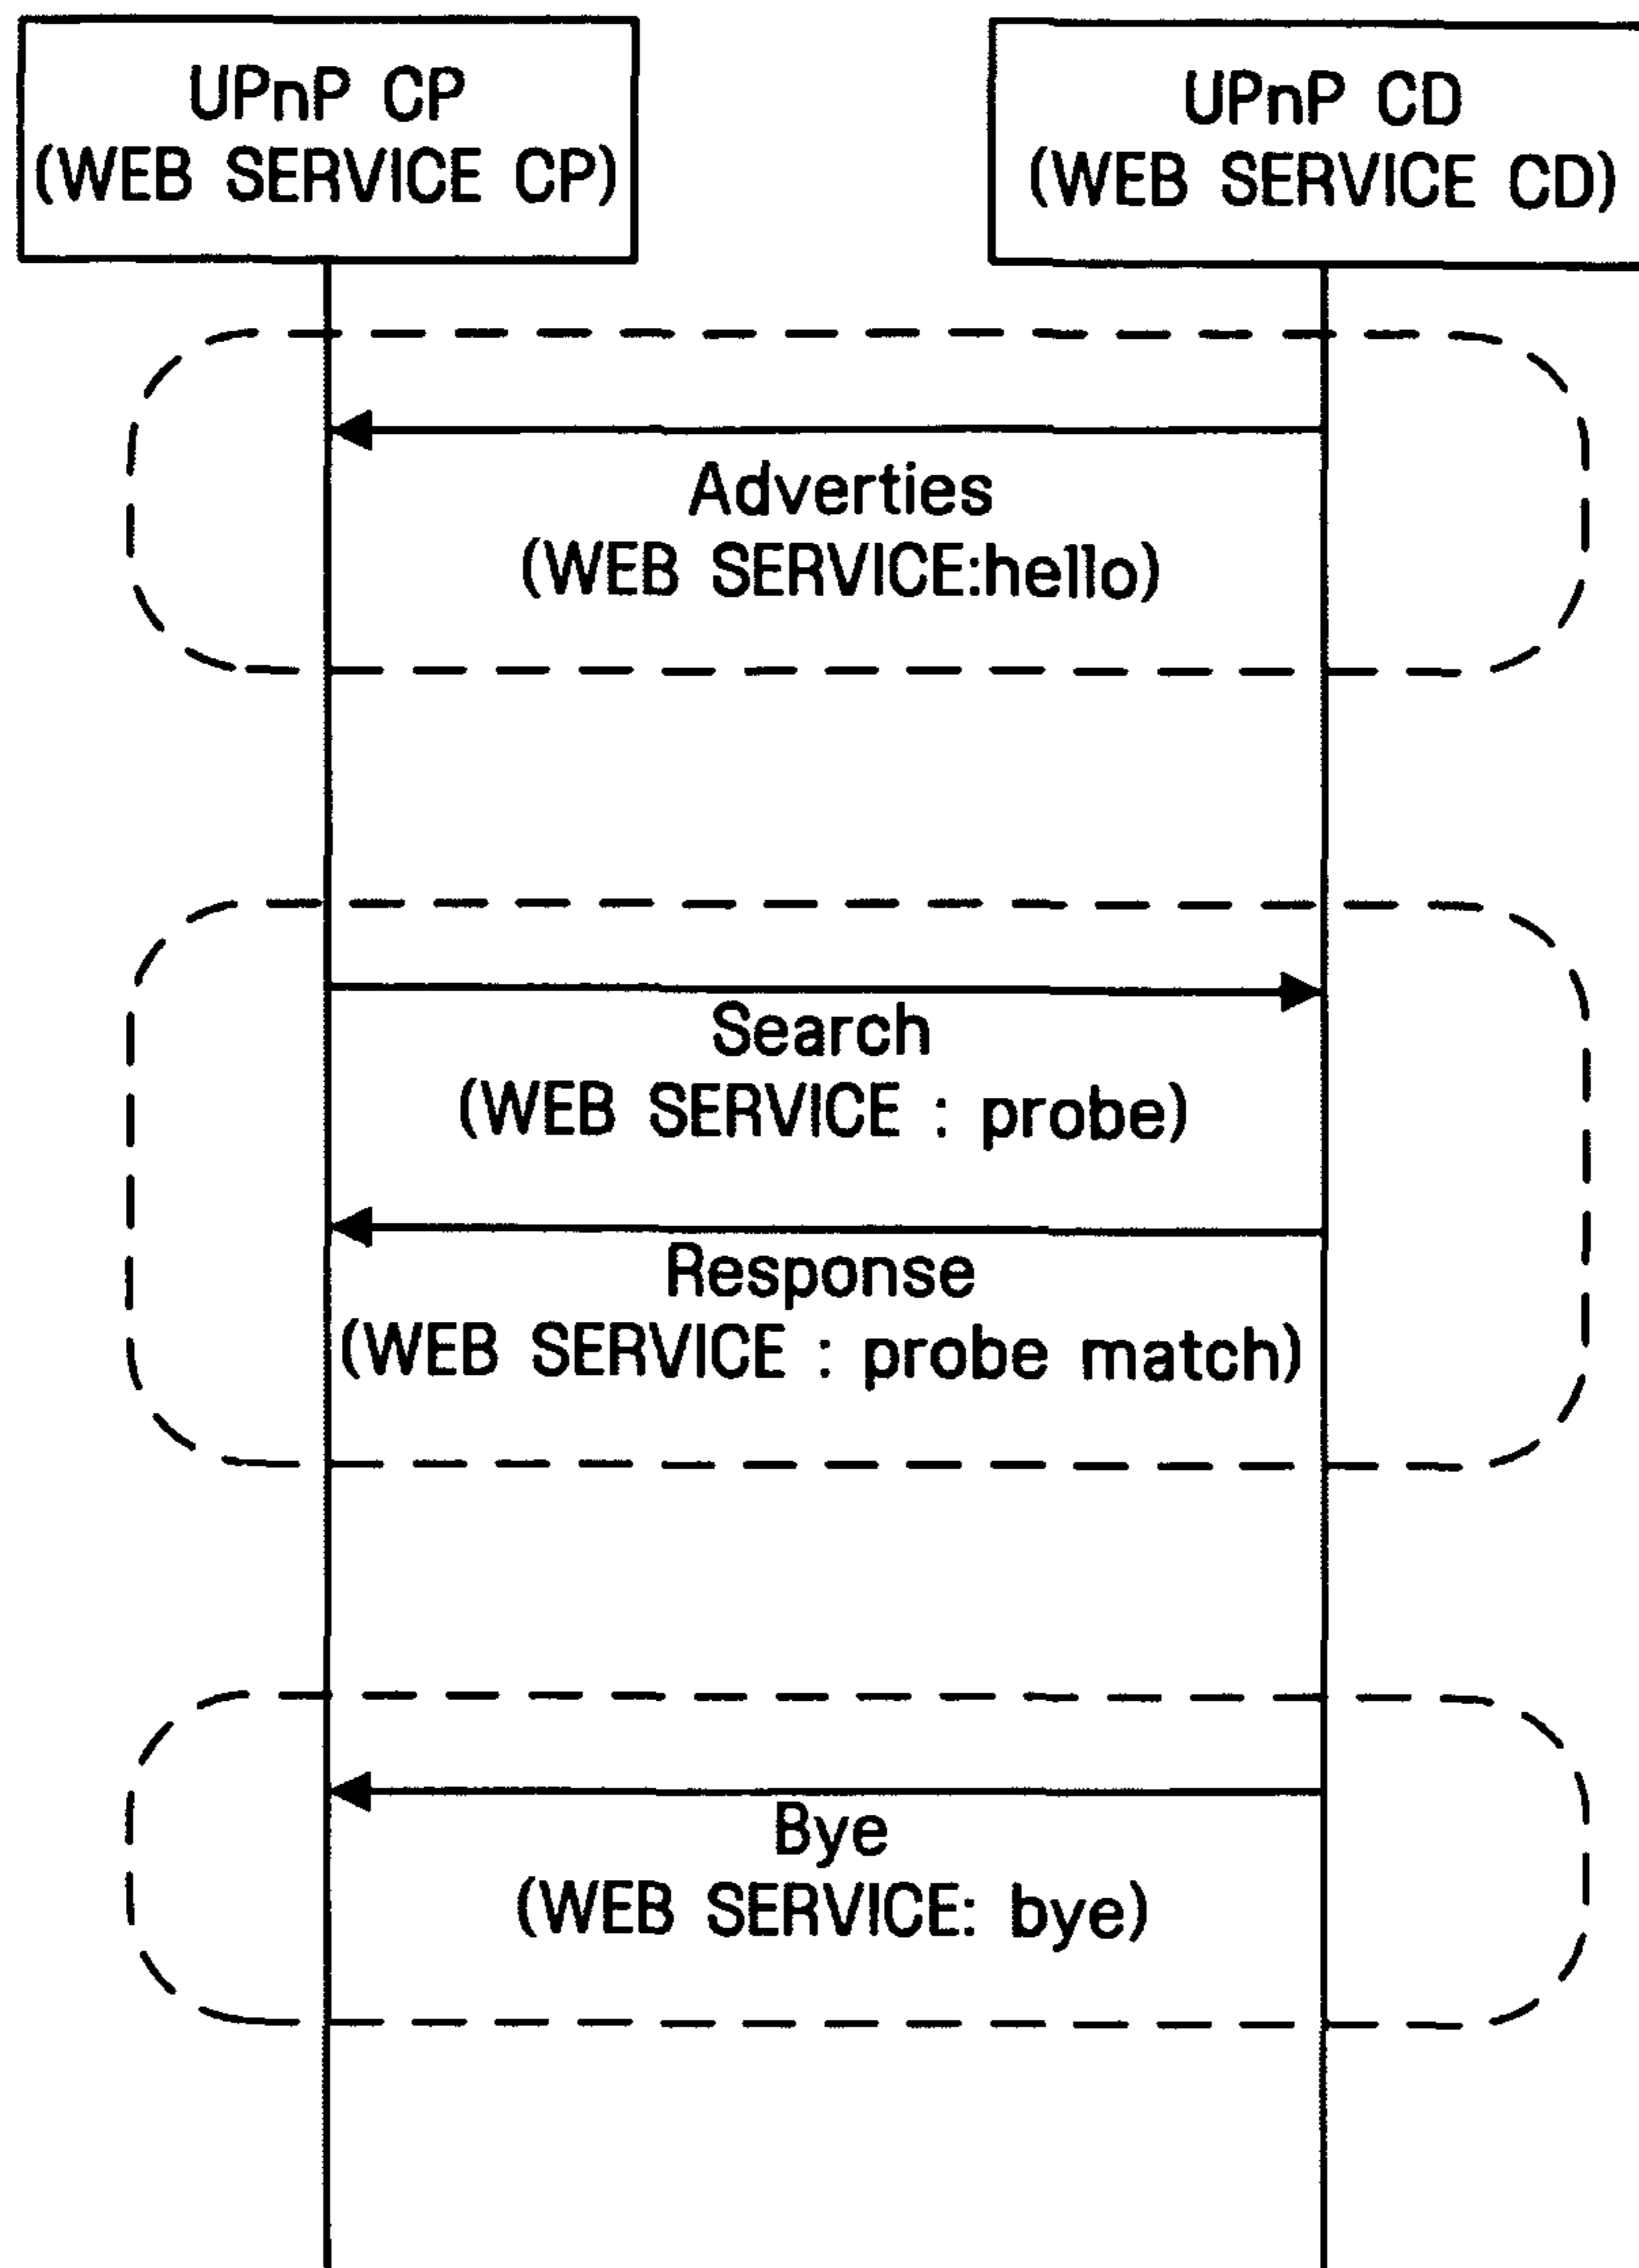 UPnP CP
(WEB SERVICE CP)
UPnP CD
(WEB SERVICE CD)
Adverties
(WEB SERVICE:hello)
Search
(WEB SERVICE : probe)
Response
(WEB SERVICE : probe match)
Bye
(WEB SERVICE: bye)